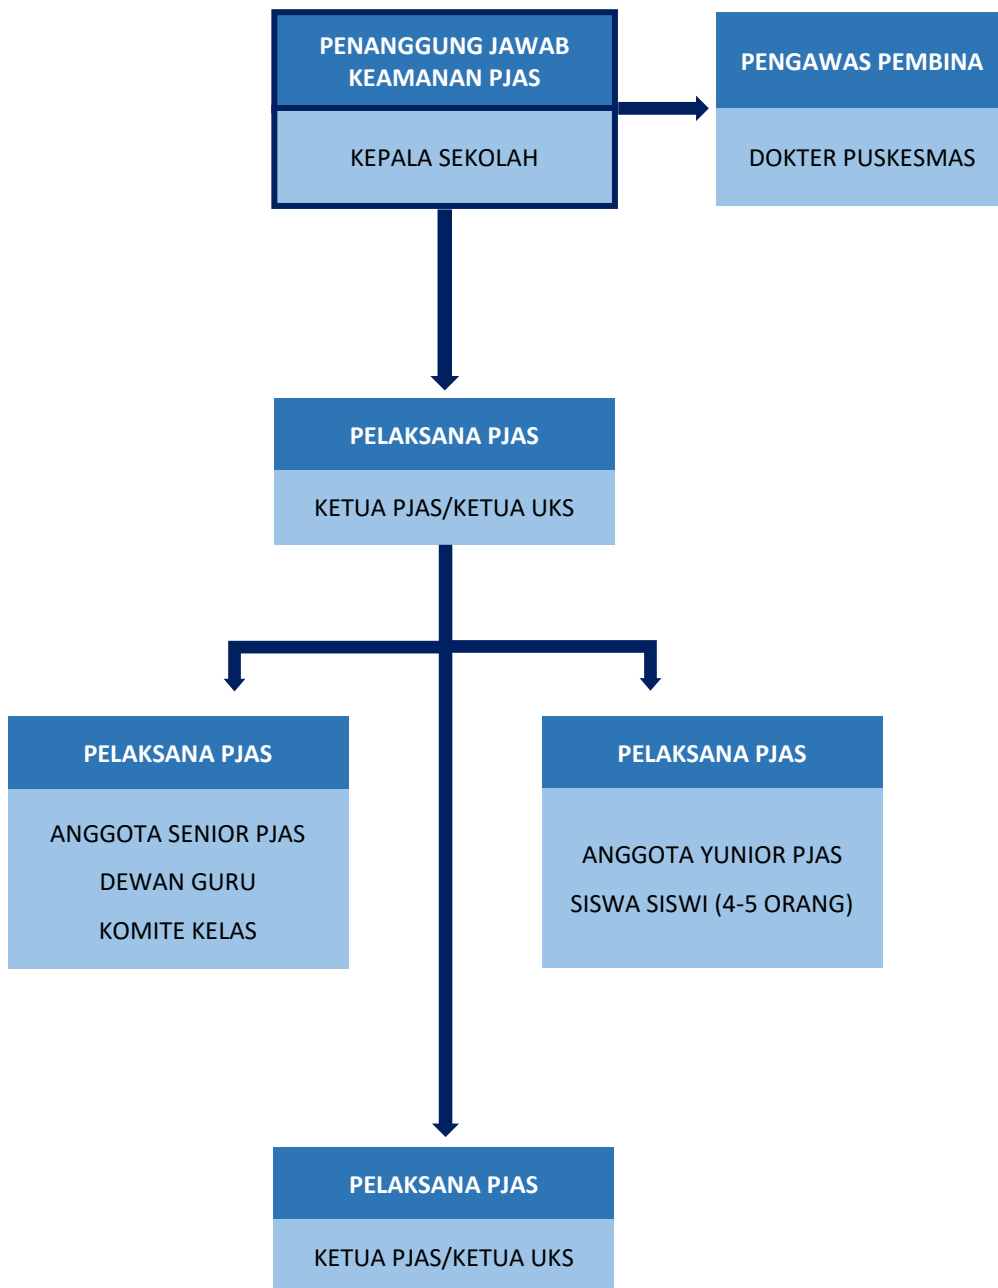 PENANGGUNG JAWAB
KEAMANAN PJAS
KEPALA SEKOLAH
PENGAWAS PEMBINA
DOKTER PUSKESMAS
PELAKSANA PJAS
KETUA PJAS/KETUA UKS
PELAKSANA PJAS
ANGGOTA SENIOR PJAS
DEWAN GURU
KOMITE KELAS
PELAKSANA PJAS
ANGGOTA YUNIOR PJAS
SISWA SISWI (4-5 ORANG)
PELAKSANA PJAS
KETUA PJAS/KETUA UKS